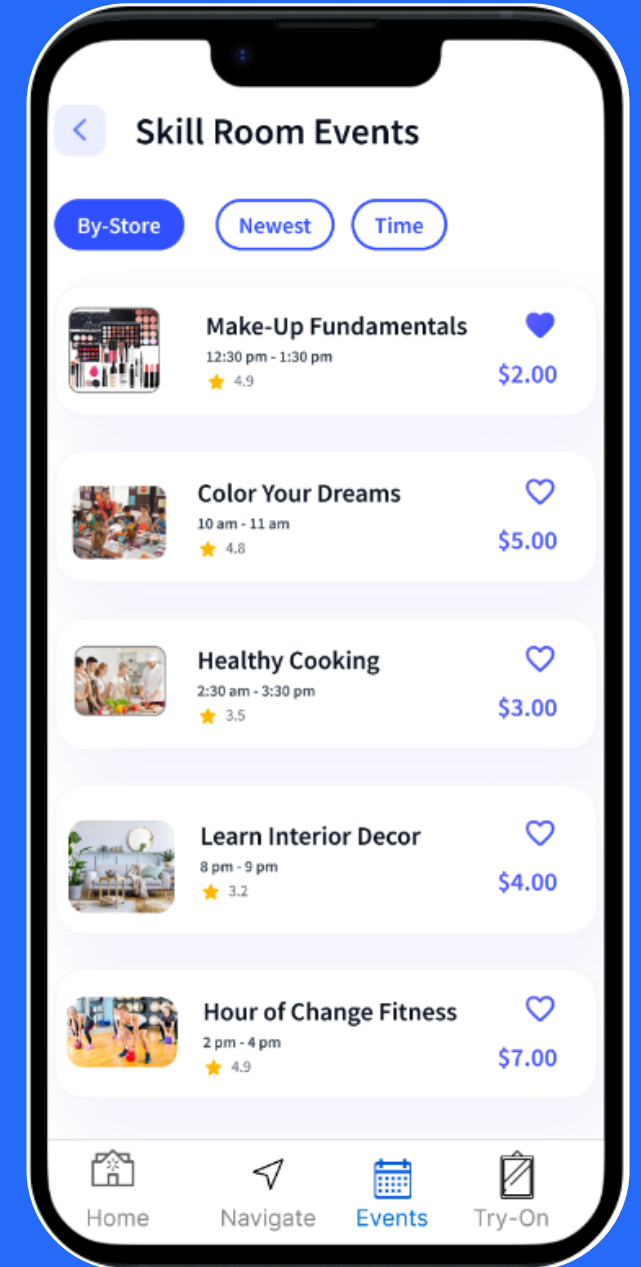 Skill Room Events
By-Store Newest Time
Make-Up Fundamentals
12:30 pm - 1:30 pm
4.9
$2.00
Color Your Dreams
10 am - 11 am
4.8
$5.00
Healthy Cooking
2:30 am - 3:30 pm
3.5
$3.00
Learn Interior Decor
8 pm - 9 pm
3.2
$4.00
Hour of Change Fitness
2 pm - 4 pm
4.9
$7.00
Home Navigate Events Try-On